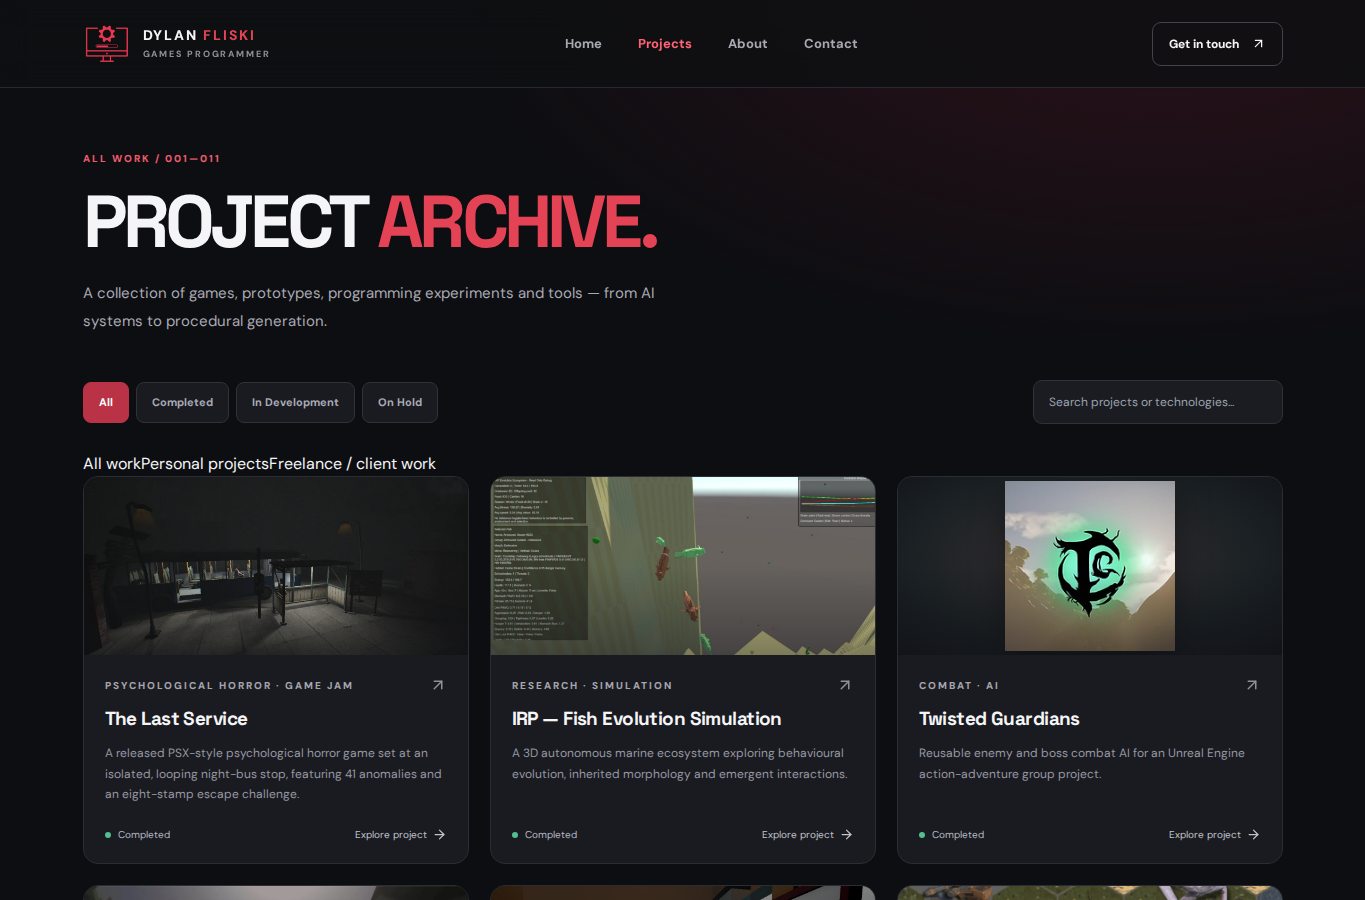 DYLAN FLISKI
GAMES PROGRAMMER
Home
Projects
About
Contact
Get in touch
ALL WORK / 001—011
PROJECT ARCHIVE.
A collection of games, prototypes, programming experiments and tools — from AI
systems to procedural generation.
All
Completed
In Development
On Hold
Search projects or technologies…
All workPersonal projectsFreelance / client work
PSYCHOLOGICAL HORROR · GAME JAM
The Last Service
A released PSX-style psychological horror game set at an
isolated, looping night-bus stop, featuring 41 anomalies and
an eight-stamp escape challenge.
Completed
Explore project
RESEARCH · SIMULATION
IRP — Fish Evolution Simulation
A 3D autonomous marine ecosystem exploring behavioural
evolution, inherited morphology and emergent interactions.
Completed
Explore project
COMBAT · AI
Twisted Guardians
Reusable enemy and boss combat AI for an Unreal Engine
action-adventure group project.
Completed
Explore project